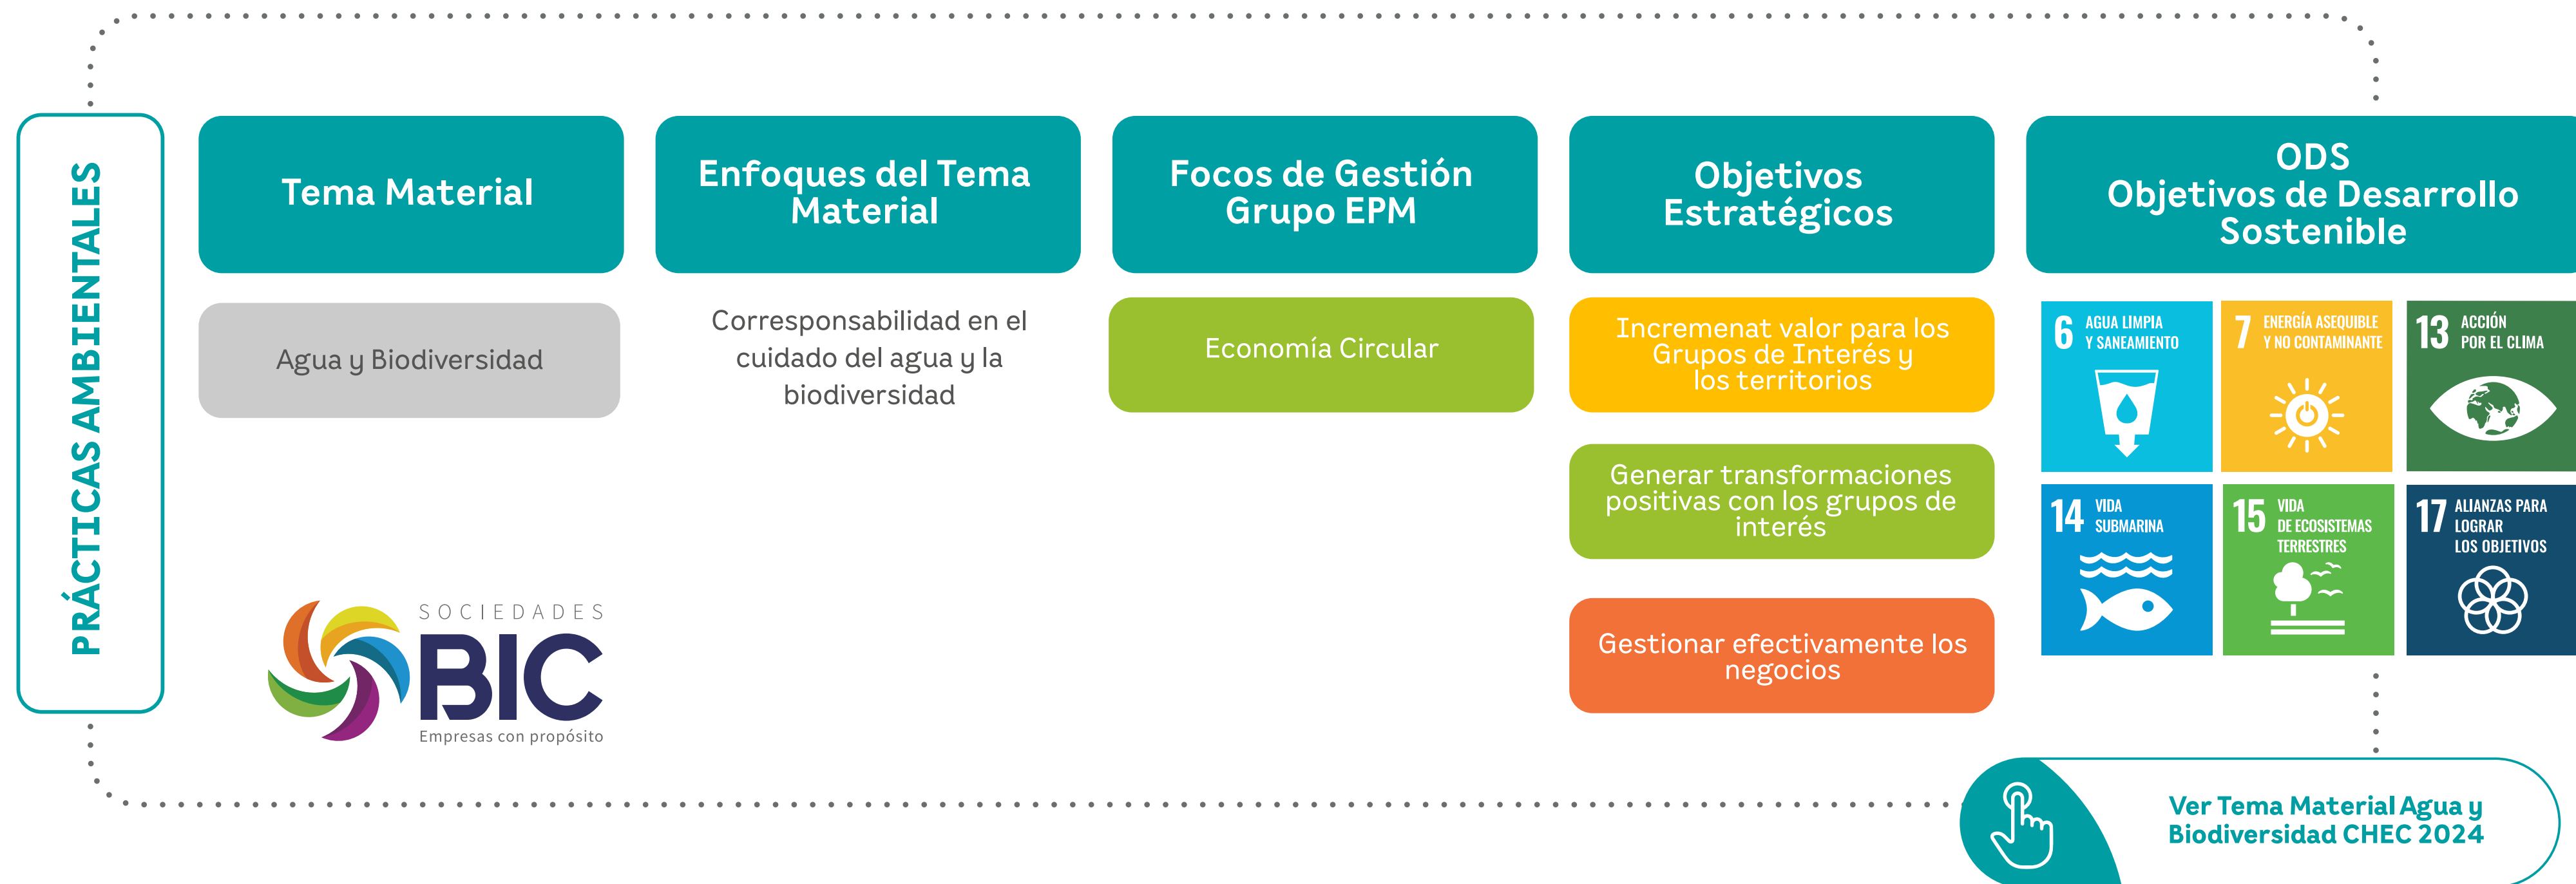 PRÁCTICAS AMBIENTALES
Tema Material
Agua y Biodiversidad
Enfoques del Tema
Material
Corresponsabilidad en el
cuidado del agua y la
biodiversidad
Focos de Gestión
Grupo EPM
Economía Circular
Objetivos
Estratégicos
Incremenat valor para los
Grupos de Interés y
los territorios
Generar transformaciones
positivas con los grupos de
interés
Gestionar efectivamente los
negocios
ODS
Objetivos de Desarrollo
Sostenible
6 AGUA LIMPIA
Y SANEAMIENTO
7 ENERGÍA ASEQUIBLE
Y NO CONTAMINANTE
13 ACCIÓN
POR EL CLIMA
14 VIDA
SUBMARINA
15 VIDA
DE ECOSISTEMAS
TERRESTRES
17 ALIANZAS PARA
LOGRAR
LOS OBJETIVOS
SOCIEDADES
BIC
Empresas con propósito
Ver Tema Material Agua y
Biodiversidad CHEC 2024